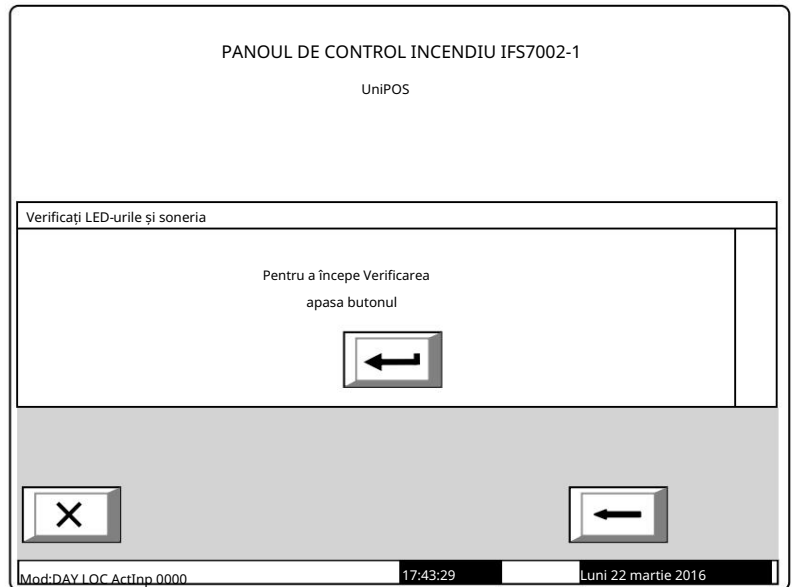 PANOUL DE CONTROL INCENDIU IFS7002-1
UniPOS
Verificați LED-urile și soneria
Pentru a începe Verificarea
apasa butonul
Mod:DAY LOC ActInp 0000 17:43:29 Luni 22 martie 2016